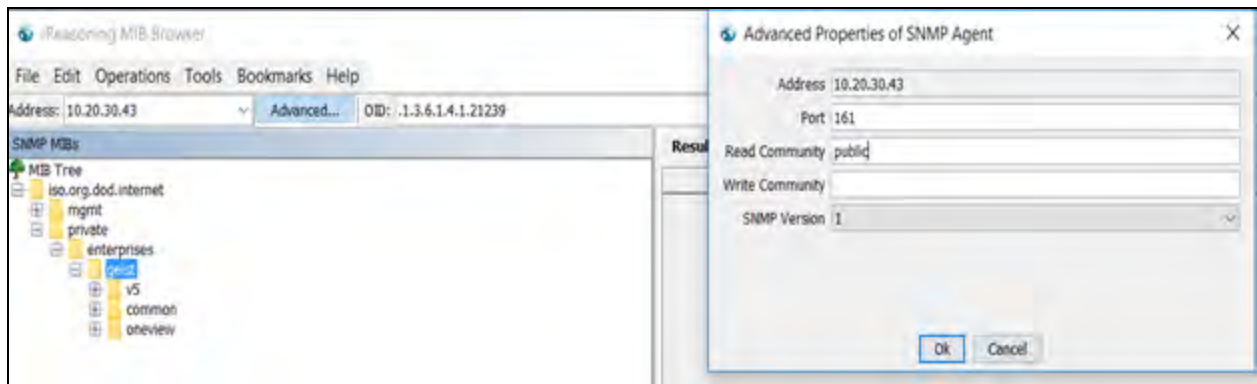 iReasoning MIB Browser
File Edit Operations Tools Bookmarks Help
Address: 10.20.30.43 Advanced... OID: .1.3.6.1.4.1.21239
SNMP MIBs
MIB Tree
iso.org.dod.internet
mgmt
private
enterprises
geist
v5
common
oneview
Resul
Advanced Properties of SNMP Agent
Address 10.20.30.43
Port 161
Read Community public
Write Community
SNMP Version 1
Ok Cancel